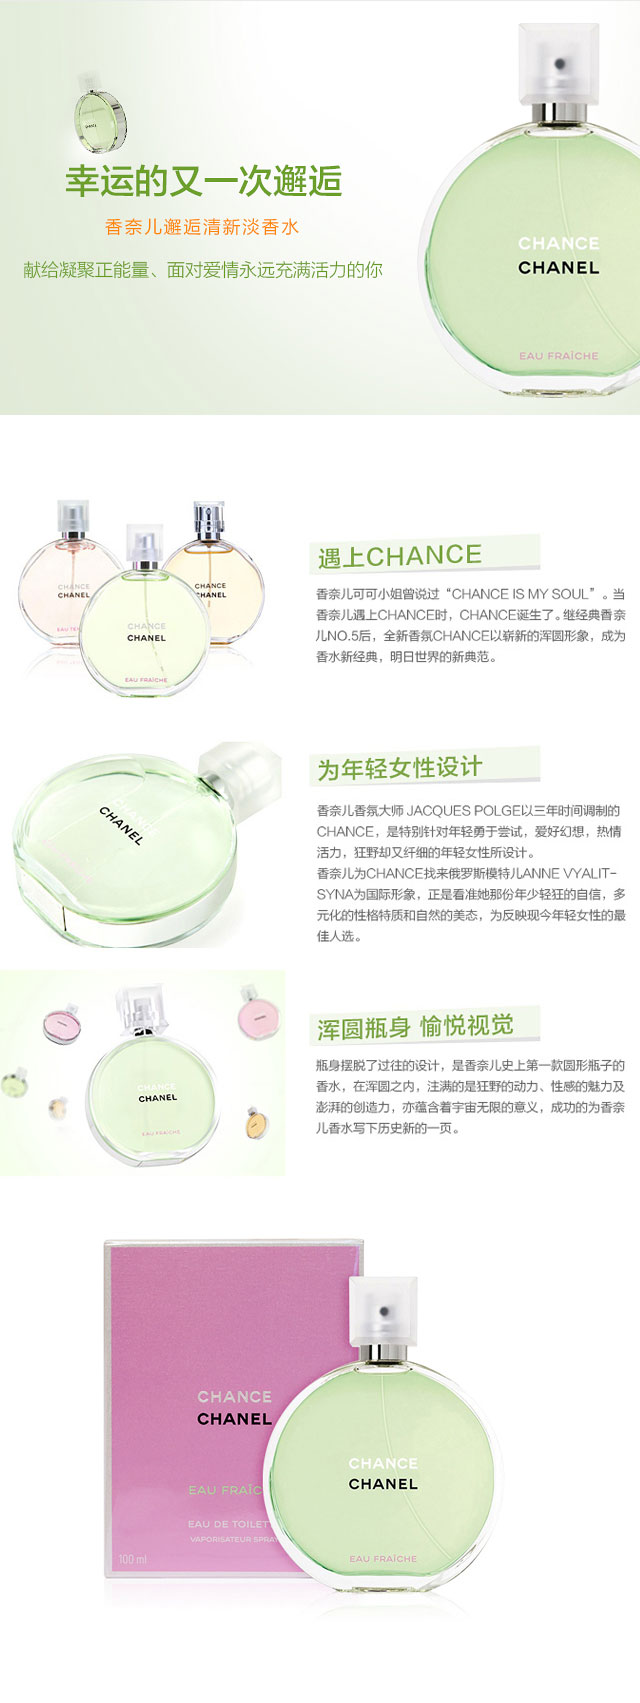 CHANCE
幸运的又一次邂逅
香奈儿邂逅清新淡香水
献给凝聚正能量、面对爱情永远充满活力的你
CHANCE
CHANEL
EAU FRAÎCHE
CHANCE
CHANEL
EAU TEN
CHANCE
CHANEL
CHANCE
CHANEL
EAU FRAÎCHE
遇上CHANCE
香奈儿可可小姐曾说过“CHANCE IS MY SOUL”。当
香奈儿遇上CHANCE时，CHANCE诞生了。继经典香奈
儿NO.5后，全新香氛CHANCE以崭新的浑圆形象，成为
香水新经典，明日世界的新典范。
CHANCE
CHANEL
为年轻女性设计
香奈儿香氛大师 JACQUES POLGE以三年时间调制的
CHANCE，是特别针对年轻勇于尝试，爱好幻想，热情
活力，狂野却又纤细的年轻女性所设计。
香奈儿为CHANCE找来俄罗斯模特儿ANNE VYALIT-
SYNA为国际形象，正是看准她那份年少轻狂的自信，多
元化的性格特质和自然的美态，为反映现今年轻女性的最
佳人选。
CHANCE
CHANEL
EAU FRAÎCHE
浑圆瓶身 愉悦视觉
瓶身摆脱了过往的设计，是香奈儿史上第一款圆形瓶子的
香水，在浑圆之内，注满的是狂野的动力、性感的魅力及
澎湃的创造力，亦蕴含着宇宙无限的意义，成功的为香奈
儿香水写下历史新的一页。
CHANCE
CHANEL
EAU FRAÎC
EAU DE TOILETT
VAPORISATEUR SPRAY
100 ml
CHANCE
CHANEL
EAU FRAÎCHE